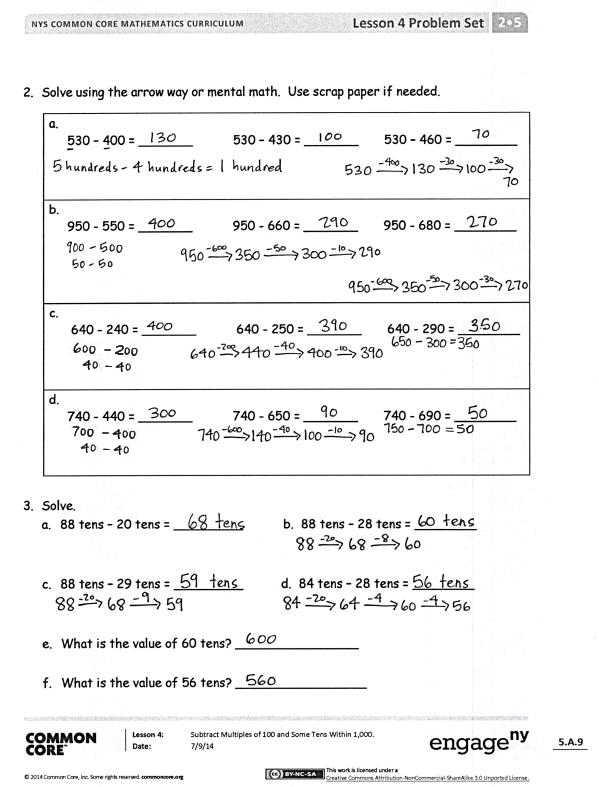 NYS COMMON CORE MATHEMATICS CURRICULUM Lesson 4 Problem Set 2•5
2. Solve using the arrow way or mental math. Use scrap paper if needed.
a.
530 - 400 = 130 530 - 430 = 100 530 - 460 = 70
5 hundreds - 4 hundreds = 1 hundred 530 -400→ 130 -30→ 100 -30→
70
b.
950 - 550 = 400 950 - 660 = 290 950 - 680 = 270
900 - 500 950 -600→ 350 -50→ 300 -10→ 290
50 - 50
950 -600→ 350 -50→ 300 -30→ 270
c.
640 - 240 = 400 640 - 250 = 390 640 - 290 = 350
600 - 200 640 -200→ 440 -40→ 400 -10→ 390 650 - 300 = 350
40 - 40
d.
740 - 440 = 300 740 - 650 = 90 740 - 690 = 50
700 - 400 740 -600→ 140 -40→ 100 -10→ 90 750 - 700 = 50
40 - 40
3. Solve.
a. 88 tens - 20 tens = 68 tens b. 88 tens - 28 tens = 60 tens
88 -20→ 68 -8→ 60
c. 88 tens - 29 tens = 59 tens d. 84 tens - 28 tens = 56 tens
88 -20→ 68 -9→ 59 84 -20→ 64 -4→ 60 -4→ 56
e. What is the value of 60 tens? 600
f. What is the value of 56 tens? 560
COMMON CORE™ Lesson 4: Subtract Multiples of 100 and Some Tens Within 1,000.
Date: 7/9/14
engageny 5.A.9
© 2014 Common Core, Inc. Some rights reserved. commoncore.org
CC BY-NC-SA This work is licensed under a
Creative Commons Attribution-NonCommercial-ShareAlike 3.0 Unported License.